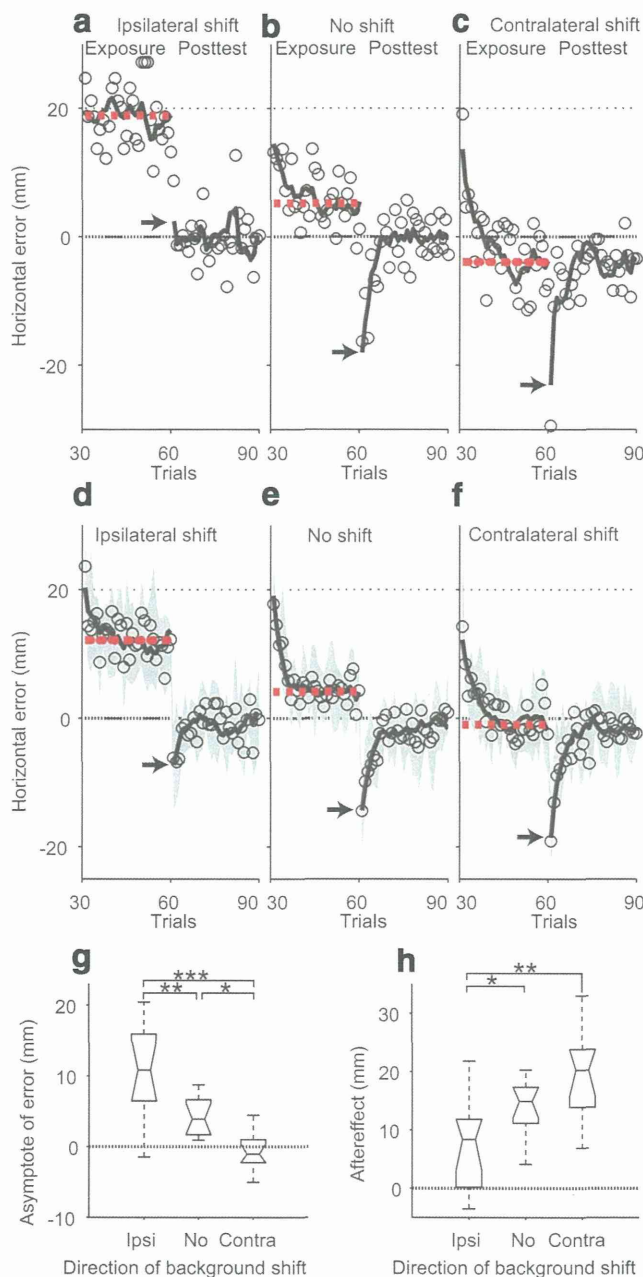 a Ipsilateral shift b No shift c Contralateral shift
Exposure Posttest Exposure Posttest Exposure Posttest
Horizontal error (mm)
20
0
-20
30 60 90 30 60 90 30 60 90
Trials Trials Trials
d e f
Ipsilateral shift No shift Contralateral shift
Horizontal error (mm)
20
0
-20
30 60 90 30 60 90 30 60 90
Trials Trials Trials
g h
*** **
** * *
Asymptote of error (mm)
20
10
0
-10
Ipsi No Contra
Direction of background shift
Aftereffect (mm)
30
20
10
0
Ipsi No Contra
Direction of background shift